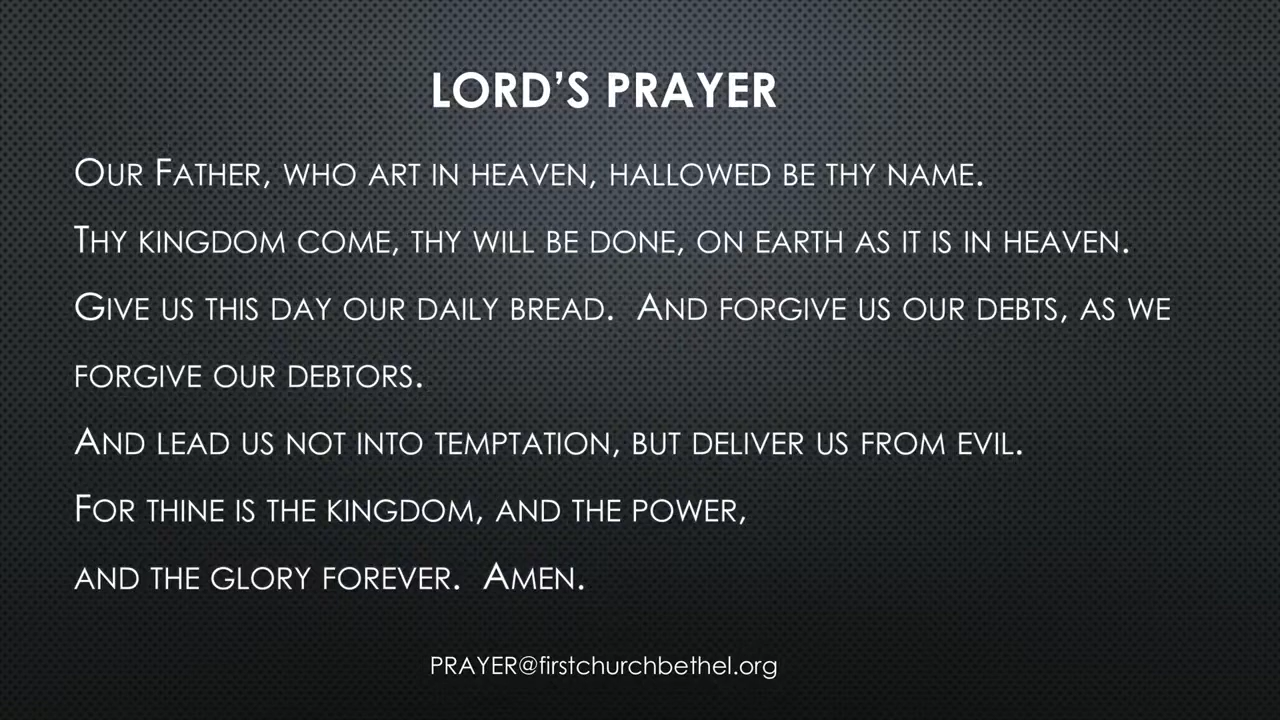 LORD’S PRAYER
OUR FATHER, WHO ART IN HEAVEN, HALLOWED BE THY NAME.
THY KINGDOM COME, THY WILL BE DONE, ON EARTH AS IT IS IN HEAVEN.
GIVE US THIS DAY OUR DAILY BREAD.  AND FORGIVE US OUR DEBTS, AS WE
FORGIVE OUR DEBTORS.
AND LEAD US NOT INTO TEMPTATION, BUT DELIVER US FROM EVIL.
FOR THINE IS THE KINGDOM, AND THE POWER,
AND THE GLORY FOREVER.  AMEN.
PRAYER@firstchurchbethel.org